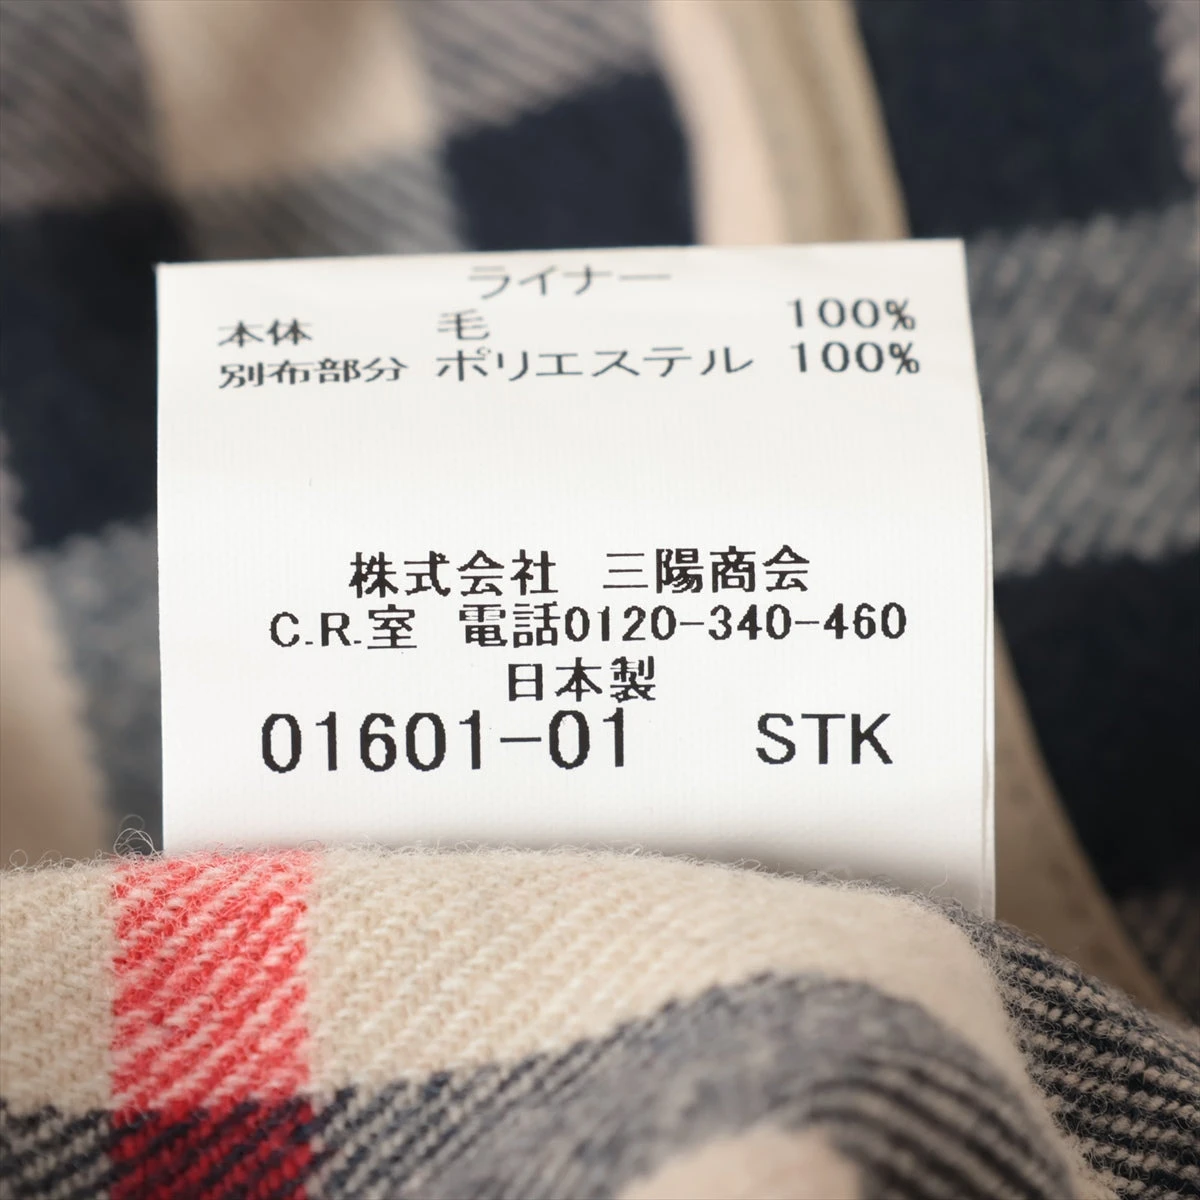 ライナー
本体 毛 100%
別布部分 ポリエステル 100%
株式会社 三陽商会
C.R.室 電話0120-340-460
日本製
01601-01 STK